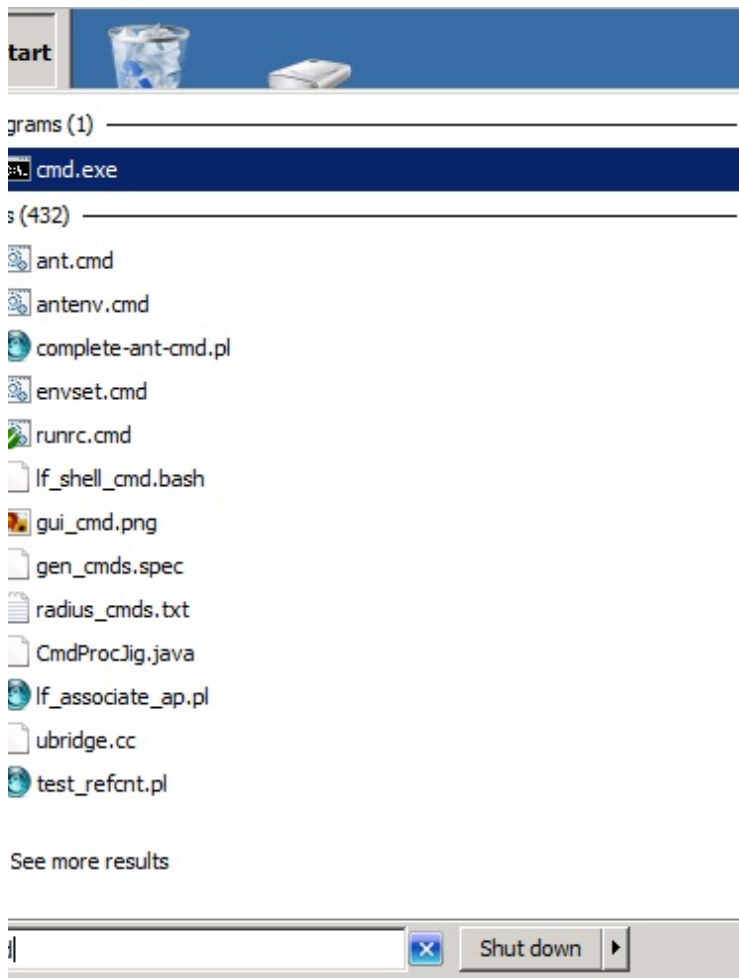 tart
grams (1)
C:\.
cmd.exe
s (432)
ant.cmd
antenv.cmd
complete-ant-cmd.pl
envset.cmd
runrc.cmd
lf_shell_cmd.bash
gui_cmd.png
gen_cmds.spec
radius_cmds.txt
CmdProcJig.java
lf_associate_ap.pl
ubridge.cc
test_refcnt.pl
See more results
Shut down